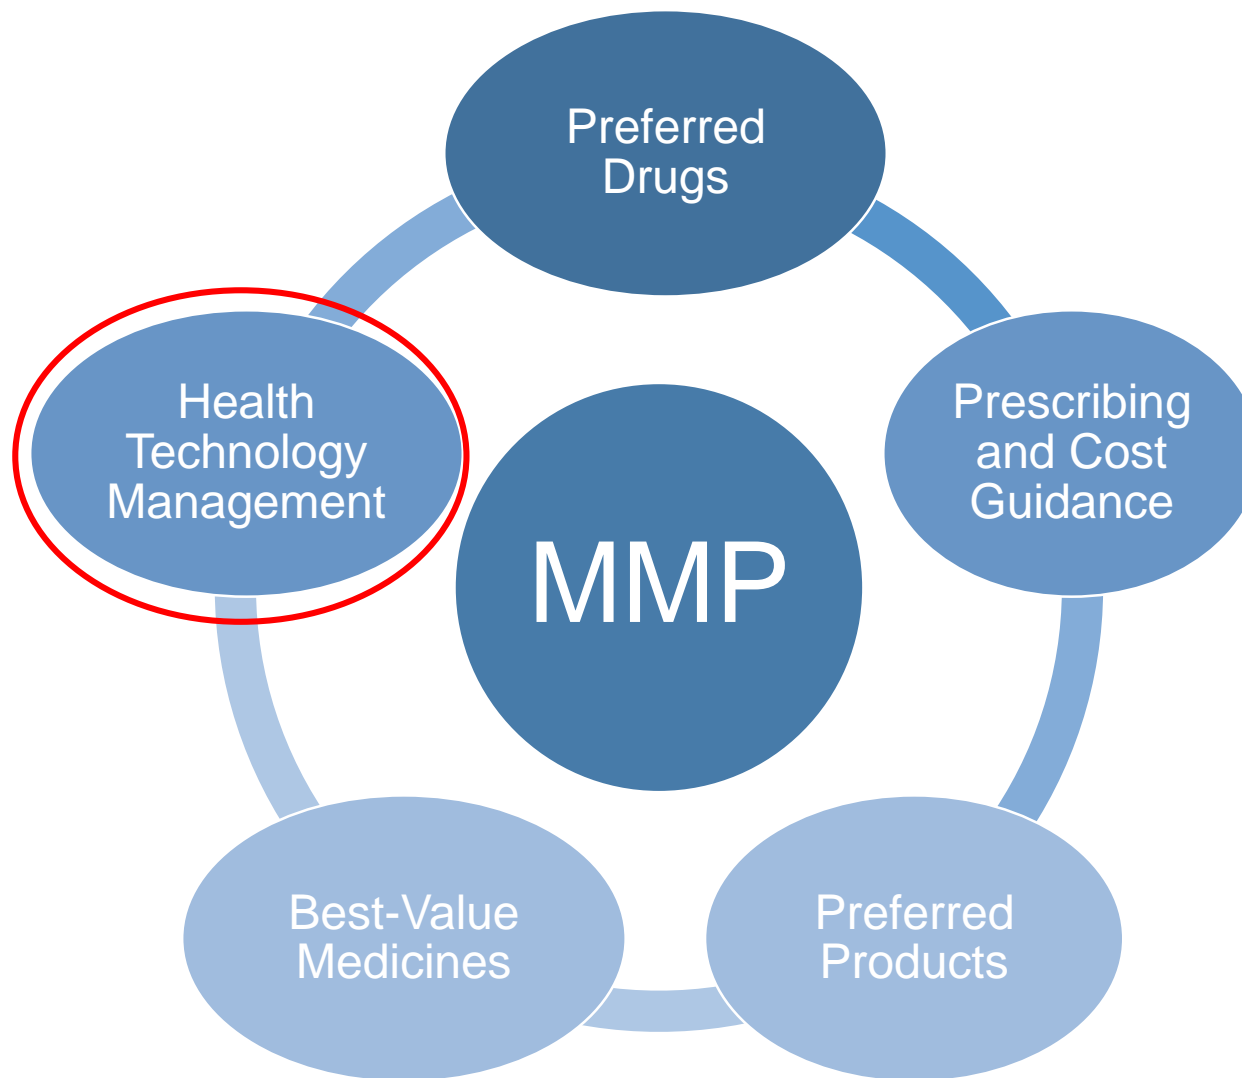 Preferred
Drugs
Health
Technology
Management
Prescribing
and Cost
Guidance
MMP
Best-Value
Medicines
Preferred
Products